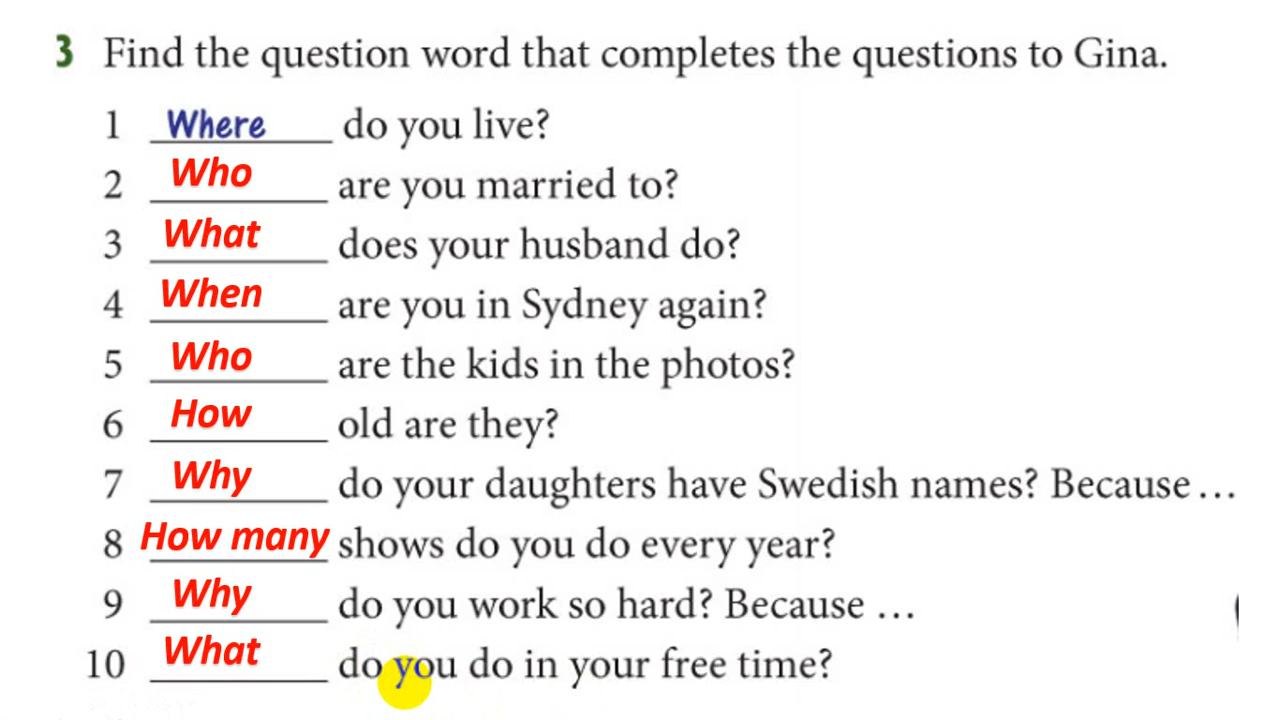 3 Find the question word that completes the questions to Gina.
1 Where do you live?
2 Who are you married to?
3 What does your husband do?
4 When are you in Sydney again?
5 Who are the kids in the photos?
6 How old are they?
7 Why do your daughters have Swedish names? Because ...
8 How many shows do you do every year?
9 Why do you work so hard? Because ...
10 What do you do in your free time?